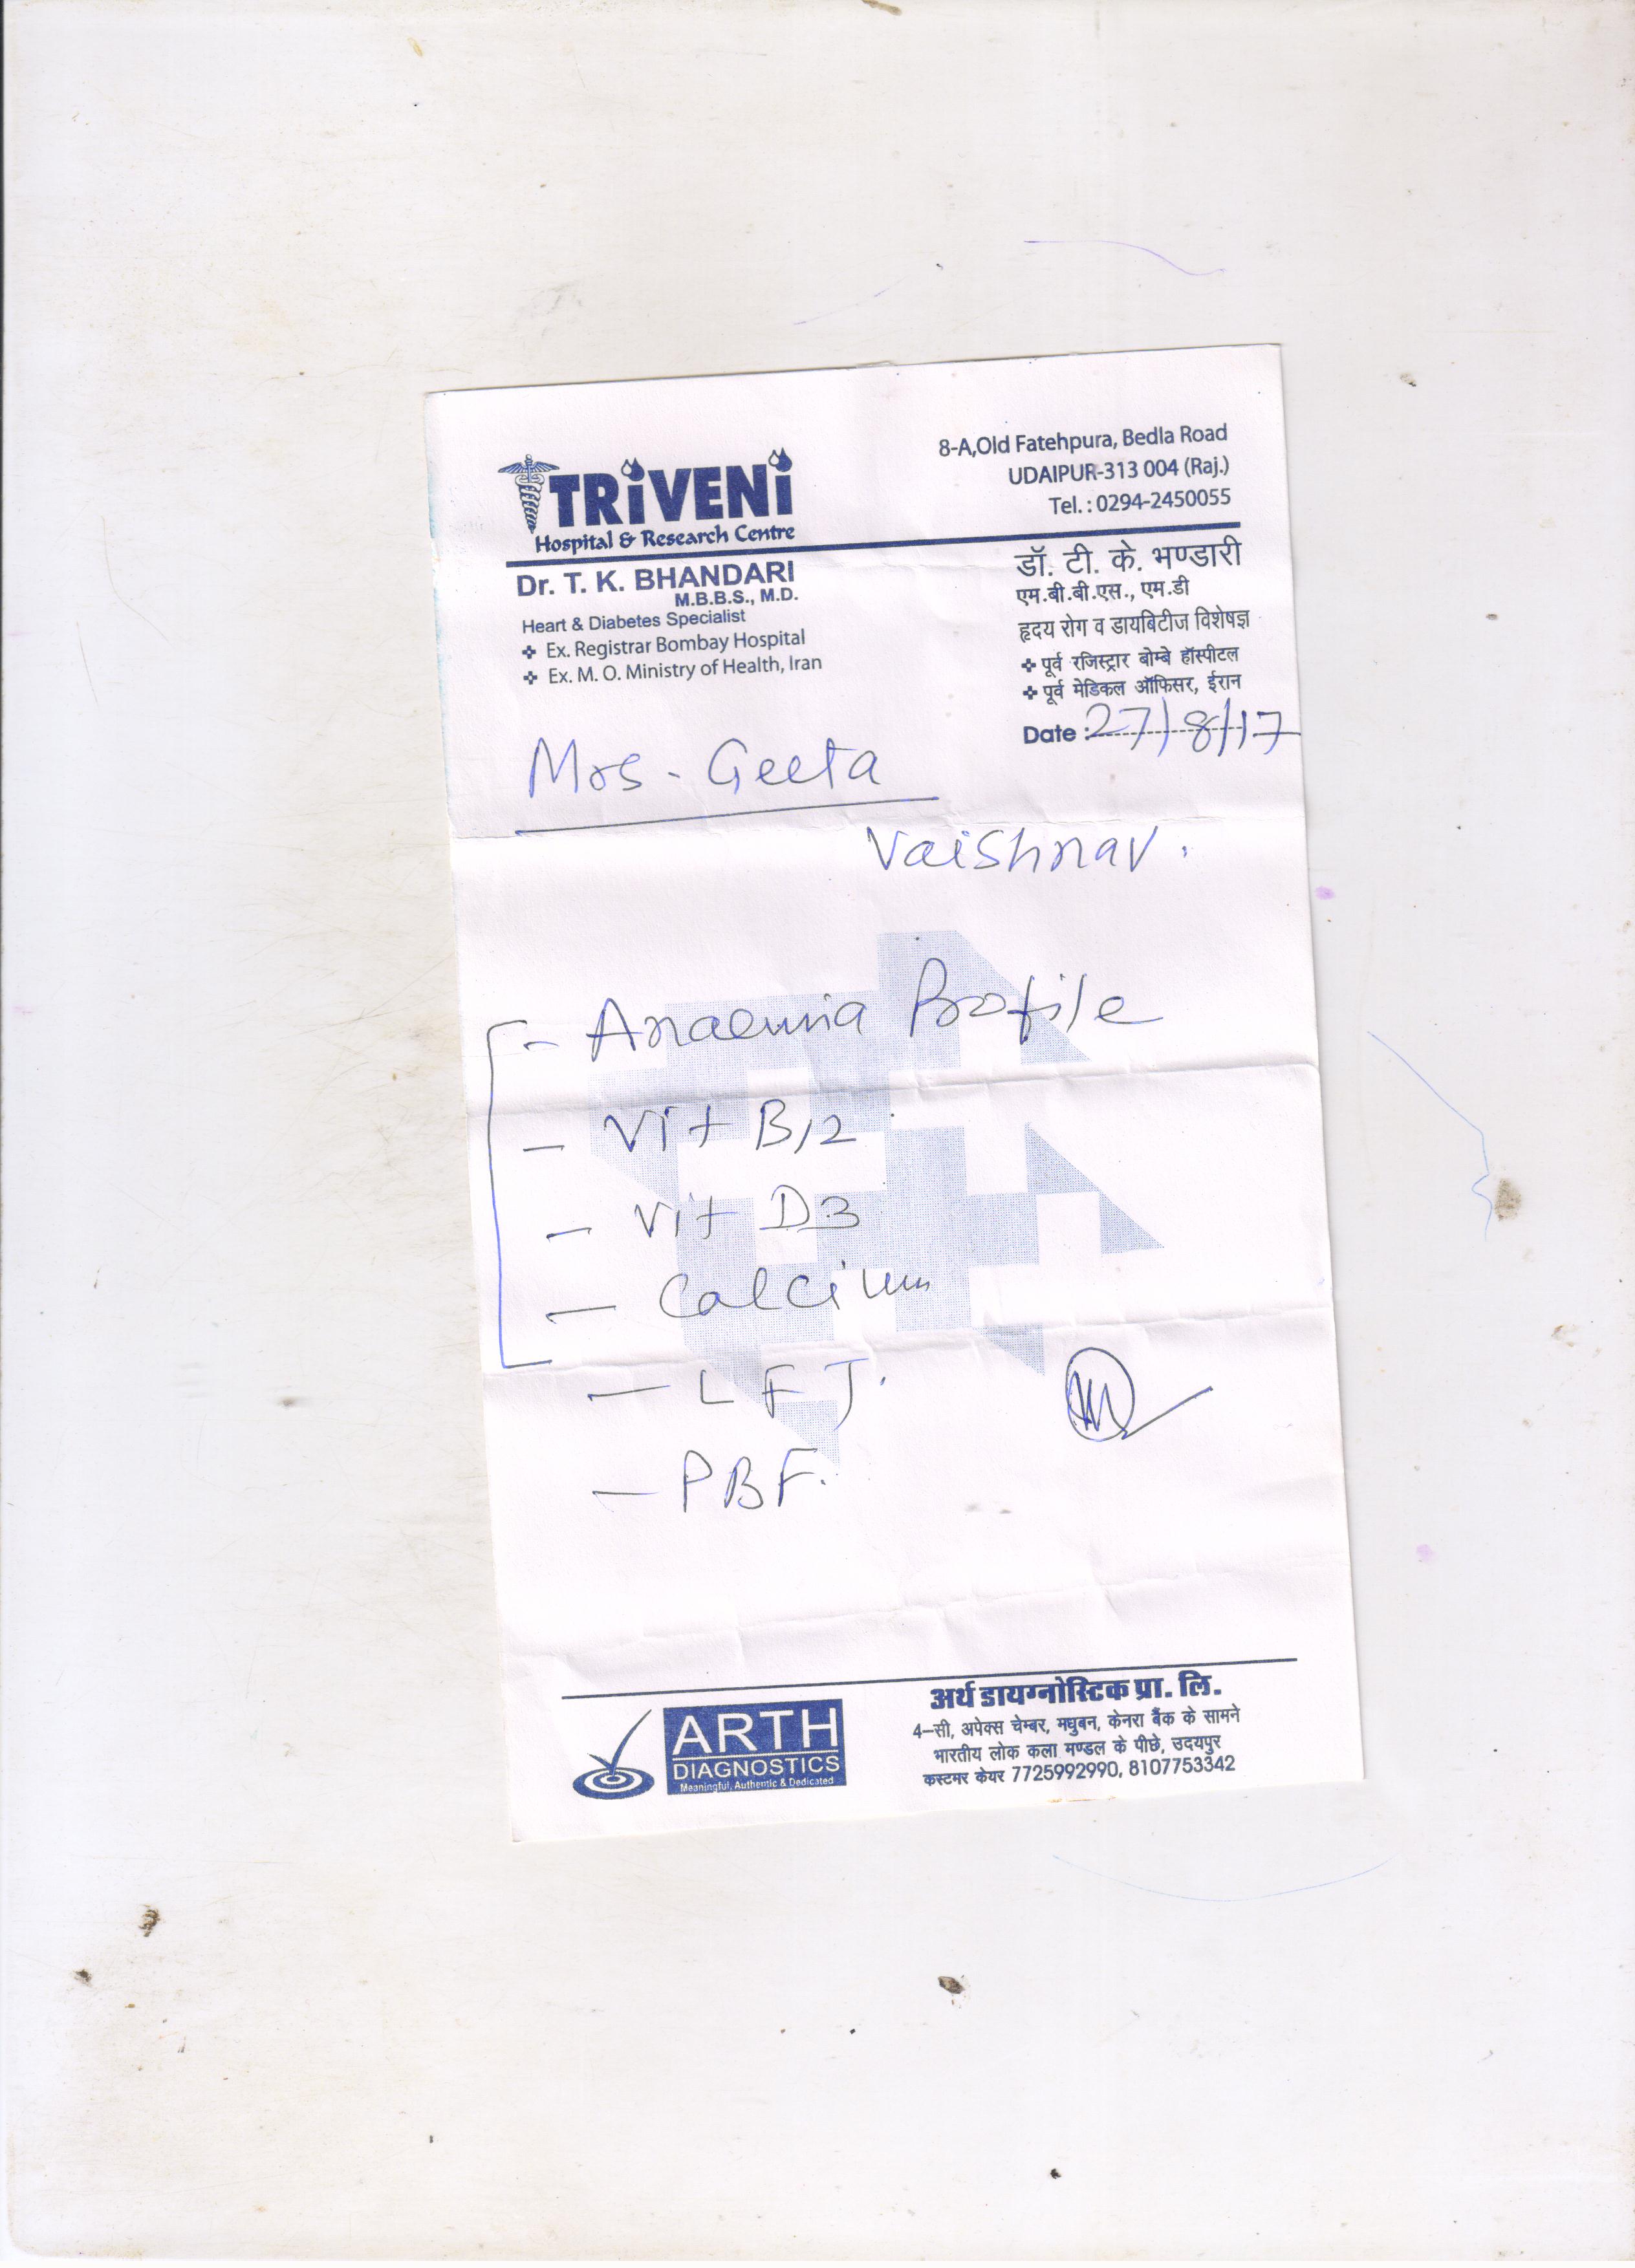 TRiVENi
Hospital & Research Centre
8-A,Old Fatehpura, Bedla Road
UDAIPUR-313 004 (Raj.)
Tel. : 0294-2450055
Dr. T. K. BHANDARI
M.B.B.S., M.D.
Heart & Diabetes Specialist
Ex. Registrar Bombay Hospital
Ex. M. O. Ministry of Health, Iran
डॉ. टी. के. भण्डारी
एम.बी.बी.एस., एम.डी
हृदय रोग व डायबिटीज विशेषज्ञ
पूर्व रजिस्ट्रार बोम्बे हॉस्पीटल
पूर्व मेडिकल ऑफिसर, ईरान
Date : 27/8/17
Mrs - Geeta
Vaishnav.
- Anaemia Profile
- Vit B12
- Vit D3
- Calcium
- LFT.
- PBF.
ARTH
DIAGNOSTICS
Meaningful, Authentic & Dedicated
अर्थ डायग्नोस्टिक प्रा. लि.
4-सी, अपेक्स चेम्बर, मधुबन, केनरा बैंक के सामने
भारतीय लोक कला मण्डल के पीछे, उदयपुर
कस्टमर केयर 7725992990, 8107753342